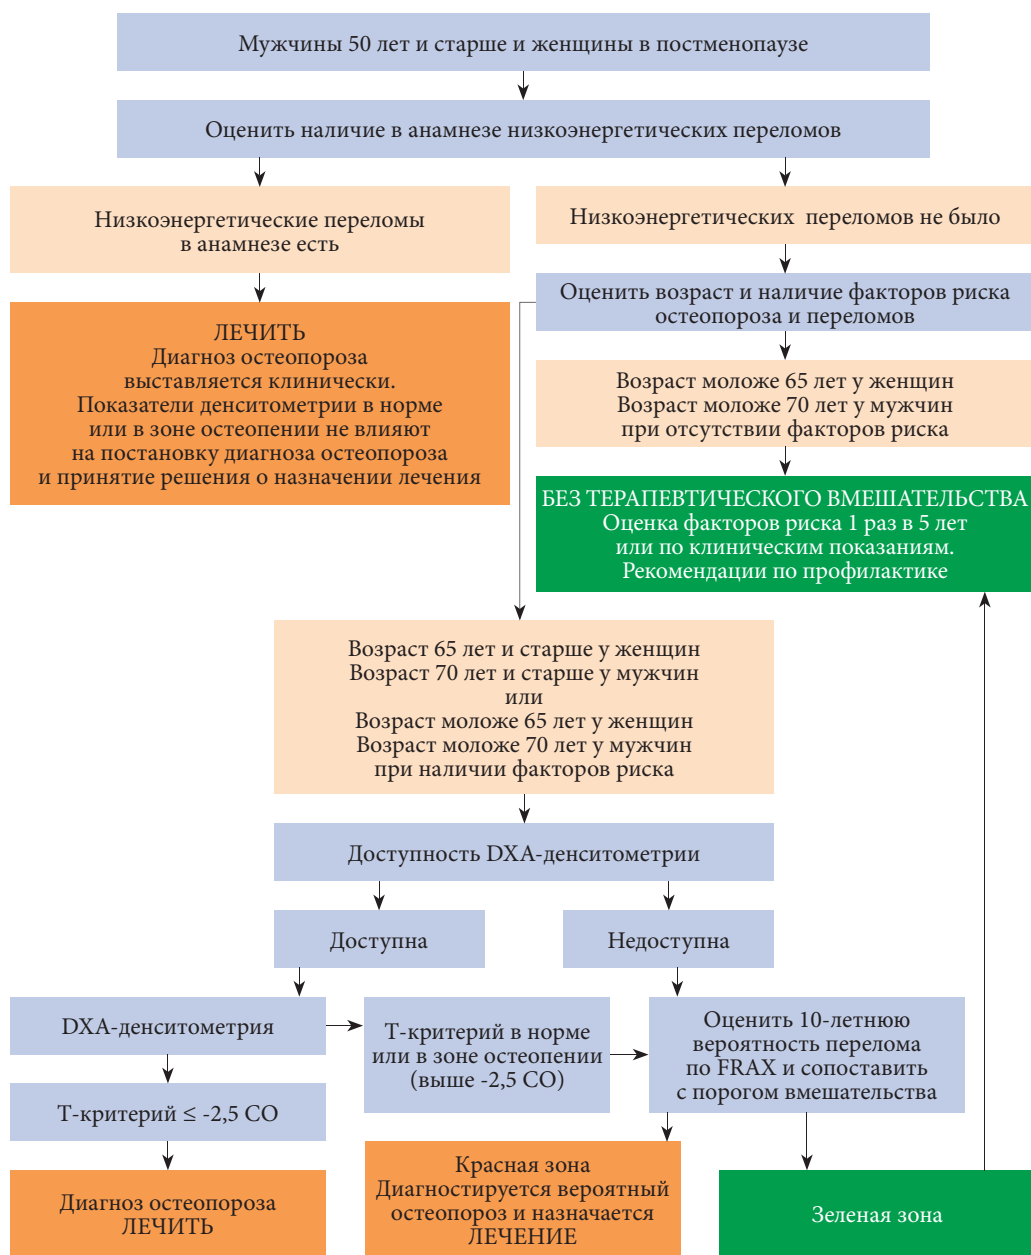 Мужчины 50 лет и старше и женщины в постменопаузе
Оценить наличие в анамнезе низкоэнергетических переломов
Низкоэнергетические переломы
в анамнезе есть
Низкоэнергетических переломов не было
ЛЕЧИТЬ
Диагноз остеопороза
выставляется клинически.
Показатели денситометрии в норме
или в зоне остеопении не влияют
на постановку диагноза остеопороза
и принятие решения о назначении лечения
Оценить возраст и наличие факторов риска
остеопороза и переломов
Возраст моложе 65 лет у женщин
Возраст моложе 70 лет у мужчин
при отсутствии факторов риска
БЕЗ ТЕРАПЕВТИЧЕСКОГО ВМЕШАТЕЛЬСТВА
Оценка факторов риска 1 раз в 5 лет
или по клиническим показаниям.
Рекомендации по профилактике
Возраст 65 лет и старше у женщин
Возраст 70 лет и старше у мужчин
или
Возраст моложе 65 лет у женщин
Возраст моложе 70 лет у мужчин
при наличии факторов риска
Доступность DXA-денситометрии
Доступна
Недоступна
DXA-денситометрия
Т-критерий в норме
или в зоне остеопении
(выше -2,5 СО)
Оценить 10-летнюю
вероятность перелома
по FRAX и сопоставить
с порогом вмешательства
Т-критерий ≤ -2,5 СО
Диагноз остеопороза
ЛЕЧИТЬ
Красная зона
Диагностируется вероятный
остеопороз и назначается
ЛЕЧЕНИЕ
Зеленая зона